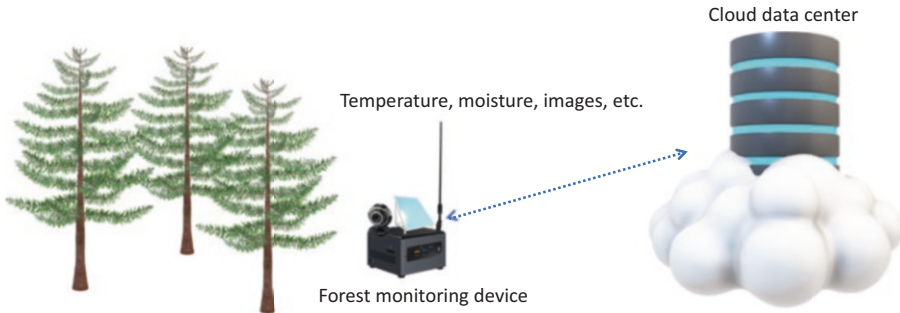 Cloud data center
Temperature, moisture, images, etc.
Forest monitoring device